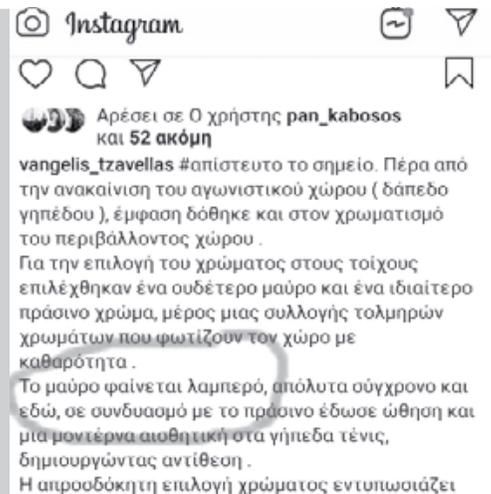 Instagram
Αρέσει σε Ο χρήστης pan_kabosos
και 52 ακόμη
vangelis_tzavellas #απίστευτο το σημείο. Πέρα από
την ανακαίνιση του αγωνιστικού χώρου ( δάπεδο
γηπέδου ), έμφαση δόθηκε και στον χρωματισμό
του περιβάλλοντος χώρου .
Για την επιλογή του χρώματος στους τοίχους
επιλέχθηκαν ένα ουδέτερο μαύρο και ένα ιδιαίτερο
πράσινο χρώμα, μέρος μιας συλλογής τολμηρών
χρωμάτων που φωτίζουν τον χώρο με
καθαρότητα .
Το μαύρο φαίνεται λαμπερό, απόλυτα σύγχρονο και
εδώ, σε συνδυασμό με το πράσινο έδωσε ώθηση και
μια μοντέρνα αισθητική στα γήπεδα τένις,
δημιουργώντας αντίθεση .
Η απροσδόκητη επιλογή χρώματος εντυπωσιάζει